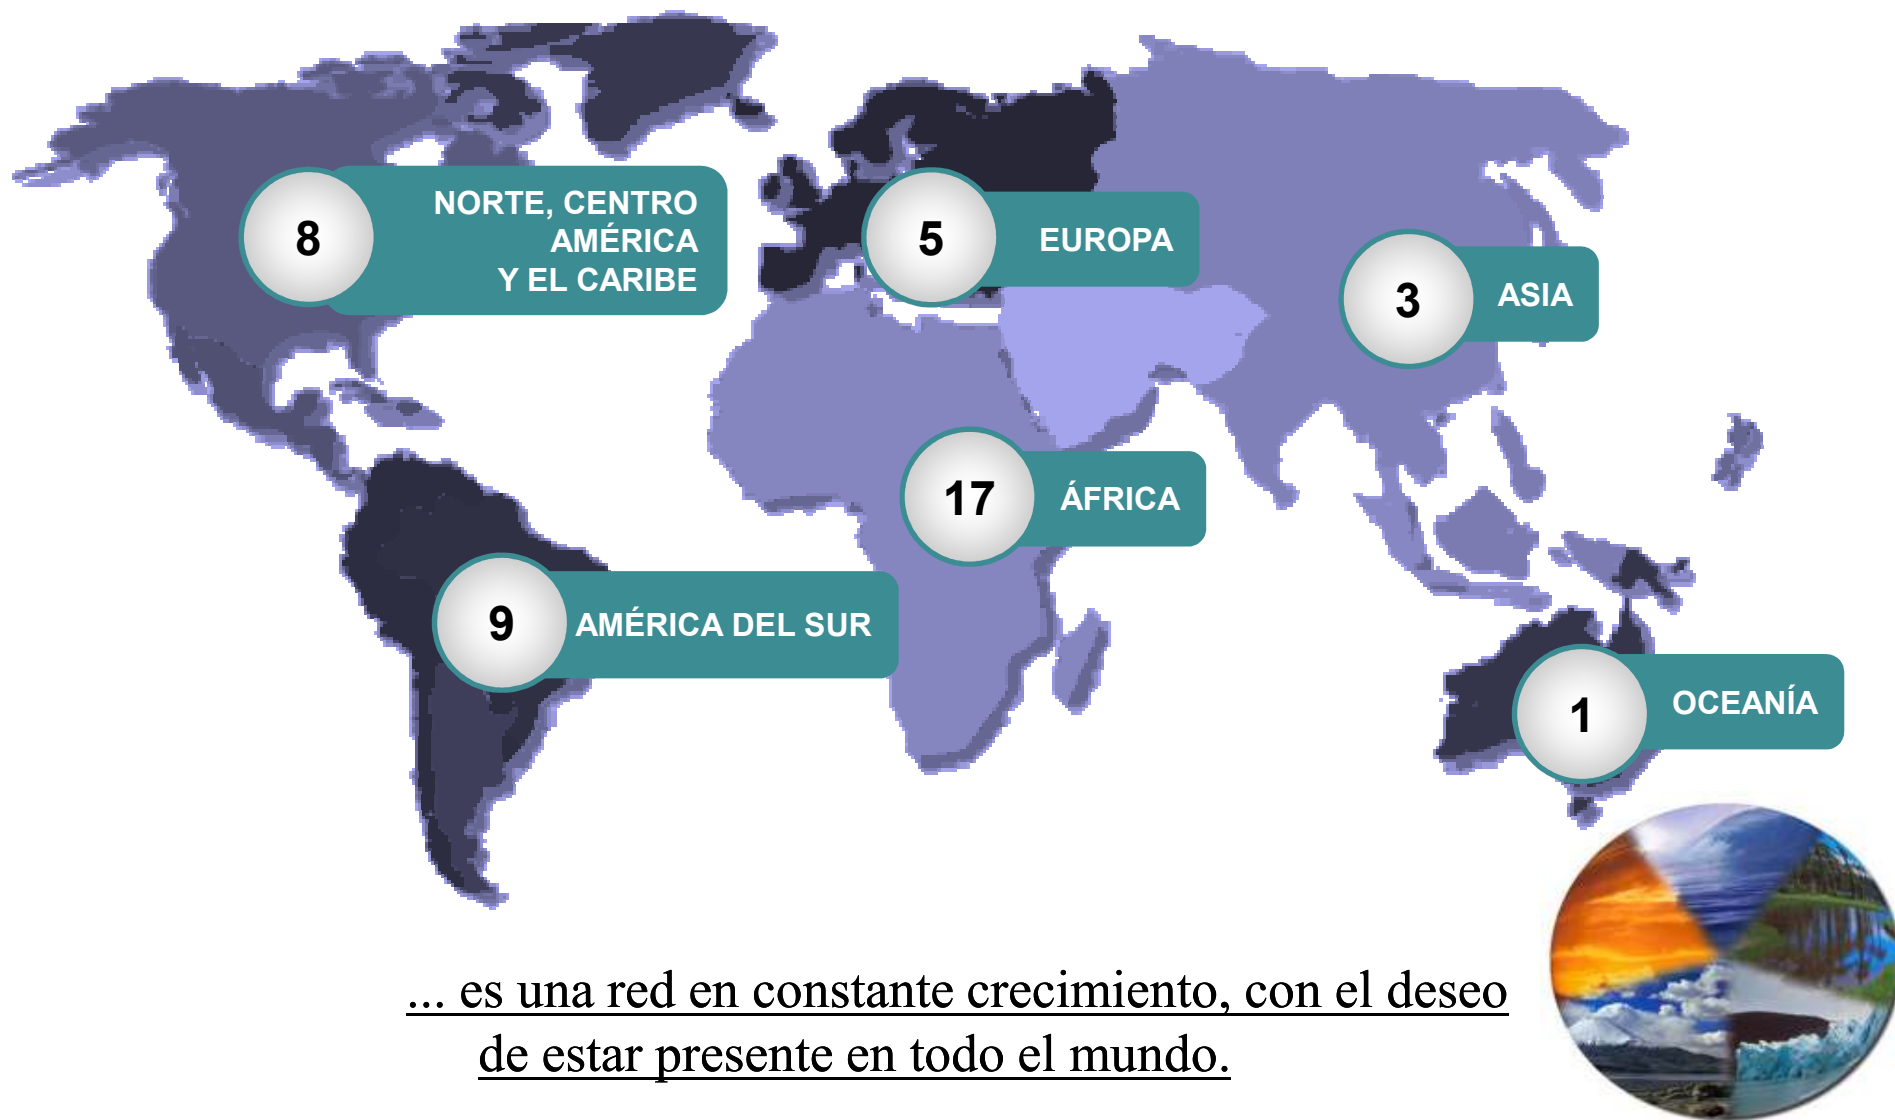 8
NORTE, CENTRO
AMÉRICA
Y EL CARIBE
5
EUROPA
3
ASIA
17
ÁFRICA
9
AMÉRICA DEL SUR
1
OCEANÍA
... es una red en constante crecimiento, con el deseo
de estar presente en todo el mundo.